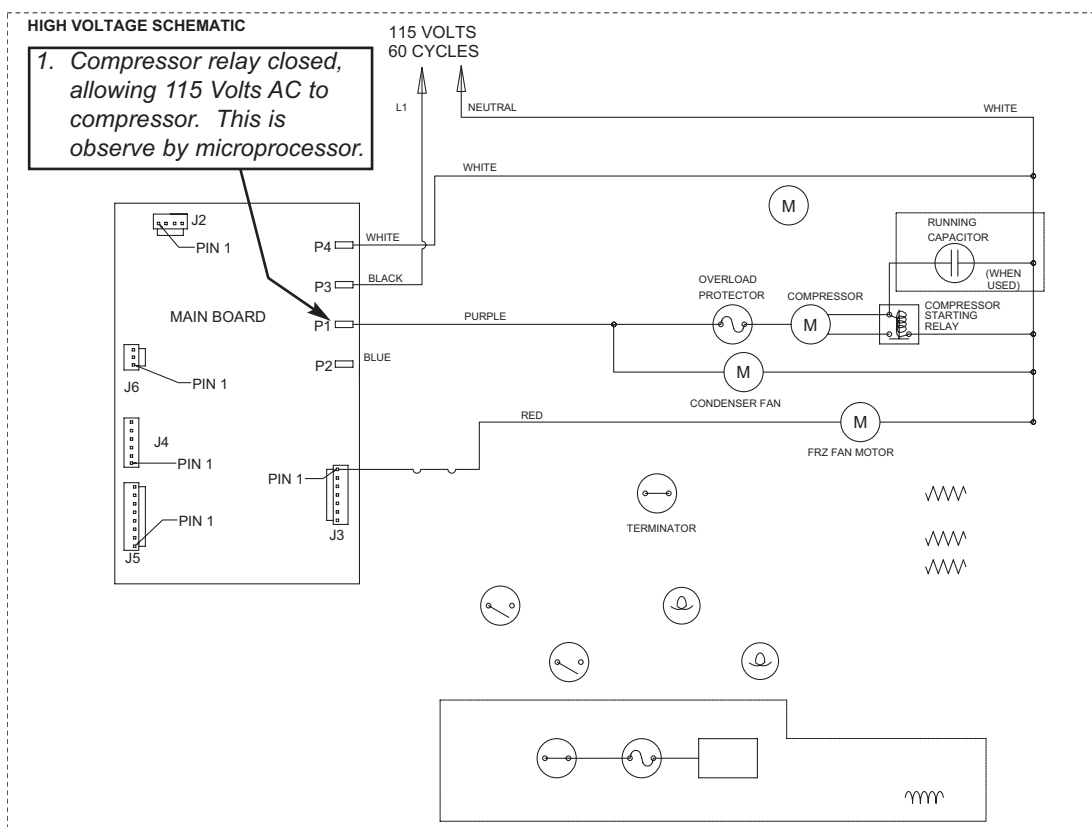 HIGH VOLTAGE SCHEMATIC
115 VOLTS
60 CYCLES
1. Compressor relay closed,
allowing 115 Volts AC to
compressor. This is
observe by microprocessor.
L1
NEUTRAL
WHITE
WHITE
M
RUNNING
CAPACITOR
(WHEN
USED)
J2
PIN 1
P4
WHITE
P3
BLACK
MAIN BOARD
P1
PURPLE
OVERLOAD
PROTECTOR
COMPRESSOR
M
COMPRESSOR
STARTING
RELAY
P2
BLUE
M
CONDENSER FAN
J6
PIN 1
RED
M
FRZ FAN MOTOR
J4
PIN 1
PIN 1
J3
TERMINATOR
PIN 1
J5